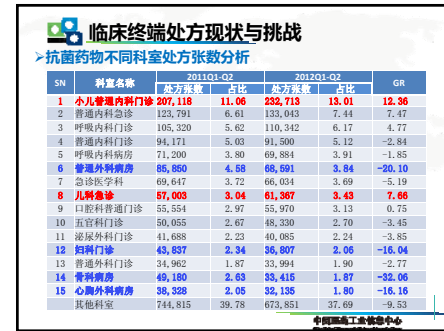 临床终端处方现状与挑战
抗菌药物不同科室处方张数分析
SN 科室名称 2011Q1-Q2 2012Q1-Q2 GR
处方张数 占比 处方张数 占比
1 小儿普通内科门诊 207,118 11.06 232,713 13.01 12.36
2 普通内科急诊 123,791 6.61 133,043 7.44 7.47
3 呼吸内科门诊 105,320 5.62 110,342 6.17 4.77
4 普通内科门诊 94,171 5.03 91,500 5.12 -2.84
5 呼吸内科病房 71,200 3.80 69,884 3.91 -1.85
6 普通外科病房 85,850 4.58 68,591 3.84 -20.10
7 急诊医学科 69,647 3.72 66,034 3.69 -5.19
8 儿科急诊 57,003 3.04 61,367 3.43 7.66
9 口腔科普通门诊 55,554 2.97 55,970 3.13 0.75
10 五官科门诊 50,055 2.67 48,330 2.70 -3.45
11 泌尿外科门诊 41,688 2.23 40,085 2.24 -3.85
12 妇科门诊 43,837 2.34 36,807 2.06 -16.04
13 普通外科门诊 34,962 1.87 33,994 1.90 -2.77
14 骨科病房 49,180 2.63 33,415 1.87 -32.06
15 心胸外科病房 38,328 2.05 32,135 1.80 -16.16
其他科室 744,815 39.78 673,851 37.69 -9.53
中国医药工业信息中心